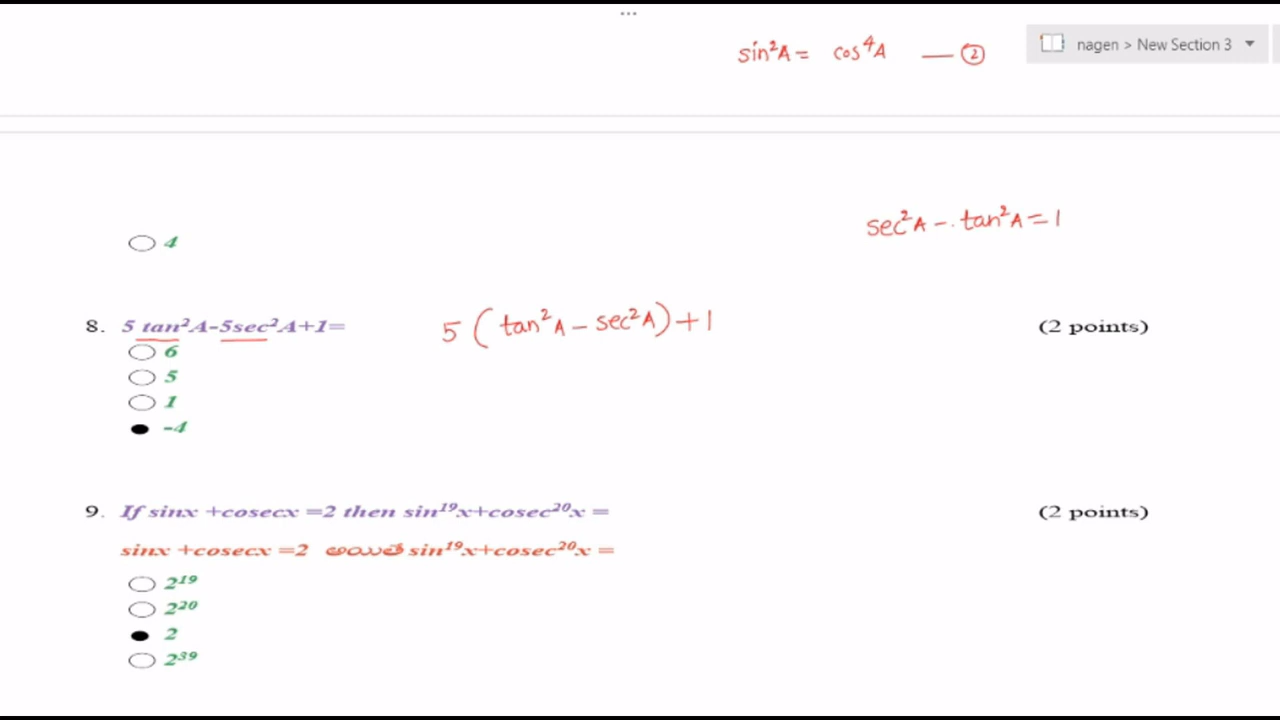 sin²A = cos⁴A — ②
nagen > New Section 3
sec²A - tan²A = 1
4
8. 5 tan²A-5sec²A+1=
5 (tan²A - sec²A) + 1
(2 points)
6
5
1
-4
9. If sinx +cosecx =2 then sin¹⁹x+cosec²⁰x =
(2 points)
sinx +cosecx =2 అయితే sin¹⁹x+cosec²⁰x =
2¹⁹
2²⁰
2
2³⁹